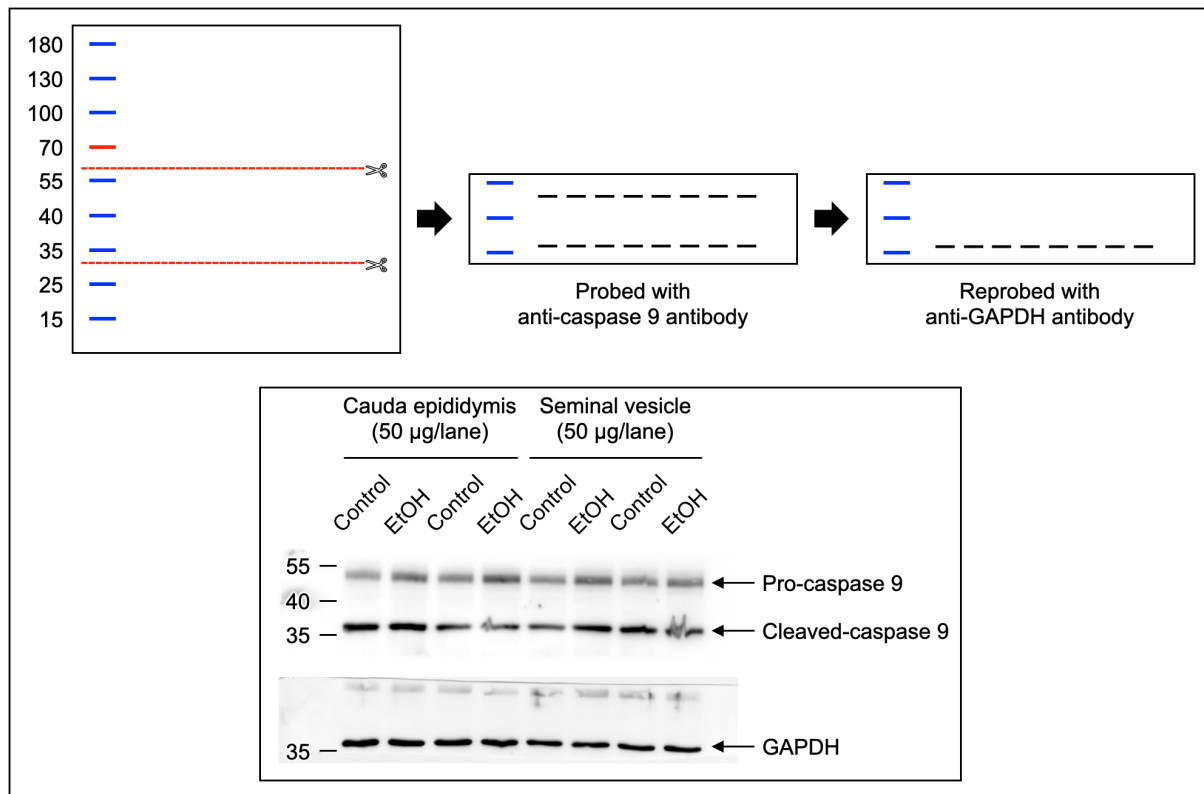 180
130
100
70
55
40
35
25
15
Probed with
anti-caspase 9 antibody
Reprobed with
anti-GAPDH antibody
Cauda epididymis
(50 µg/lane)
Seminal vesicle
(50 µg/lane)
Control
EtOH
Control
EtOH
Control
EtOH
Control
EtOH
55
Pro-caspase 9
40
35
Cleaved-caspase 9
35
GAPDH